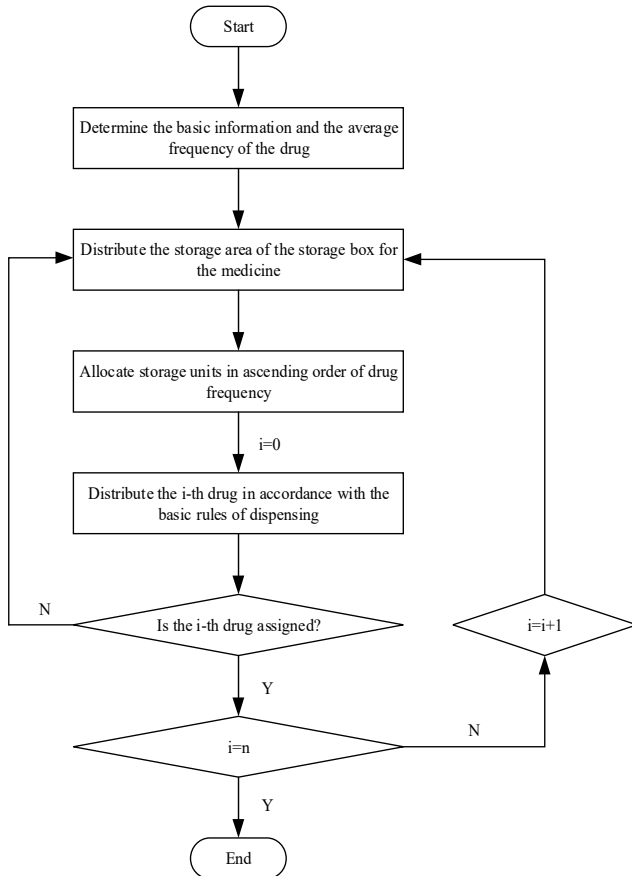 Start
Determine the basic information and the average
frequency of the drug
Distribute the storage area of the storage box for
the medicine
Allocate storage units in ascending order of drug
frequency
i=0
Distribute the i-th drug in accordance with the
basic rules of dispensing
N
Is the i-th drug assigned?
i=i+1
Y
i=n
N
Y
End